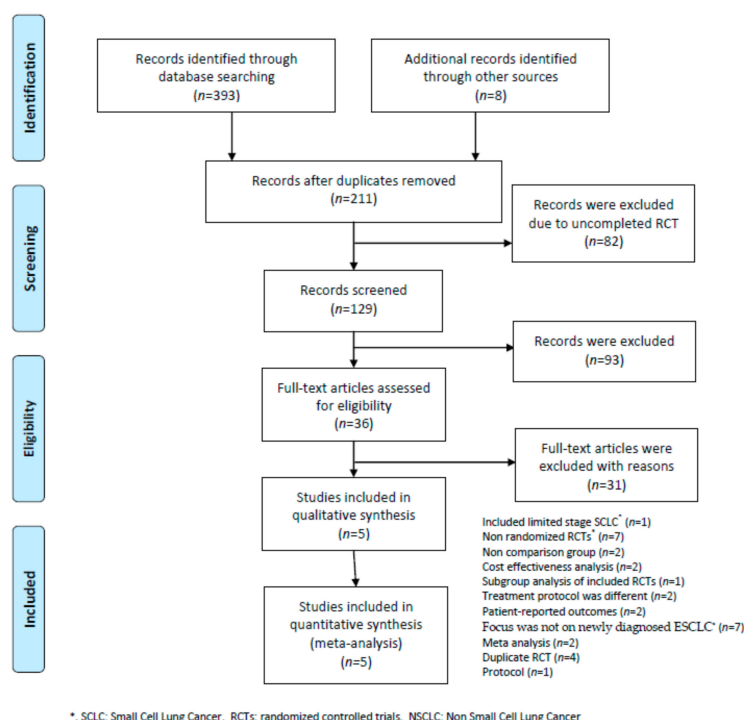 Identification
Records identified through
database searching
(n=393)
Additional records identified
through other sources
(n=8)
Records after duplicates removed
(n=211)
Screening
Records were excluded
due to uncompleted RCT
(n=82)
Records screened
(n=129)
Records were excluded
(n=93)
Eligibility
Full-text articles assessed
for eligibility
(n=36)
Full-text articles were
excluded with reasons
(n=31)
Studies included in
qualitative synthesis
(n=5)
Included
Studies included in
quantitative synthesis
(meta-analysis)
(n=5)
Included limited stage SCLC* (n=1)
Non randomized RCTs* (n=7)
Non comparison group (n=2)
Cost effectiveness analysis (n=2)
Subgroup analysis of included RCTs (n=1)
Treatment protocol was different (n=2)
Patient-reported outcomes (n=2)
Focus was not on newly diagnosed ESCLC* (n=7)
Meta analysis (n=2)
Duplicate RCT (n=4)
Protocol (n=1)
*. SCLC: Small Cell Lung Cancer, RCTs: randomized controlled trials, NSCLC: Non Small Cell Lung Cancer